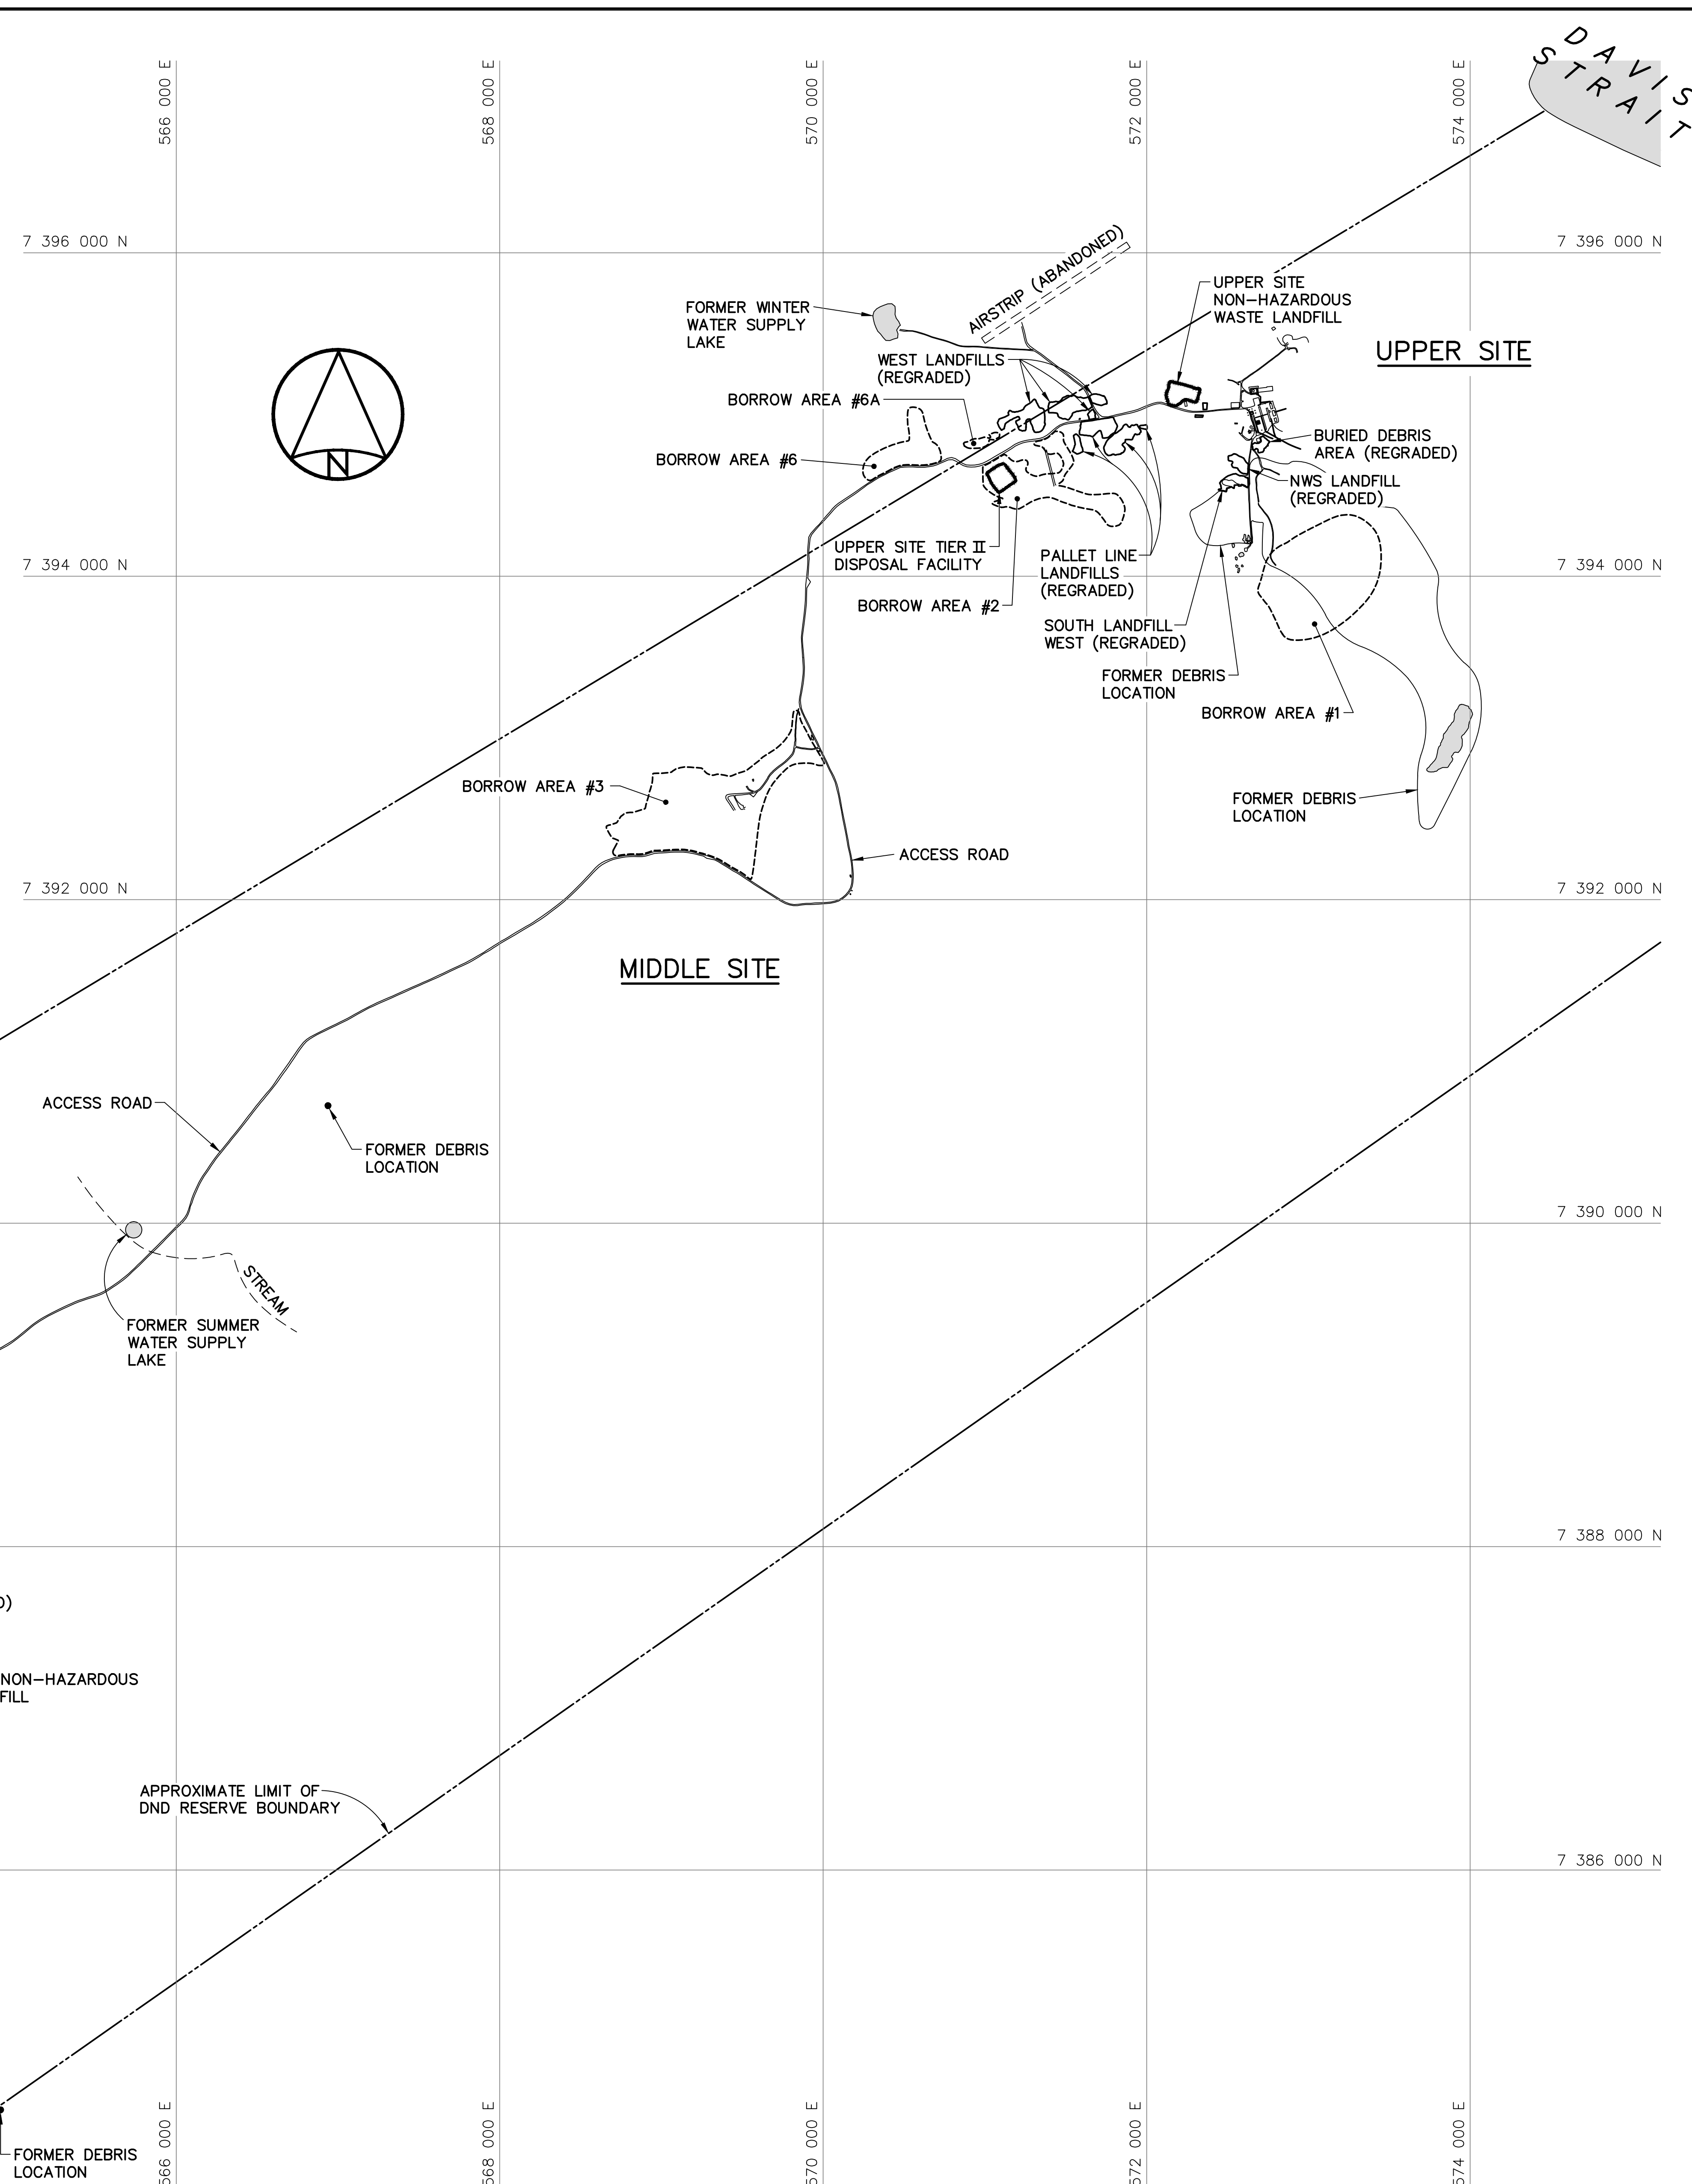 DAVIS
STRAIT
566 000 E
568 000 E
570 000 E
572 000 E
574 000 E
7 396 000 N
7 396 000 N
AIRSTRIP (ABANDONED)
FORMER WINTER
WATER SUPPLY
LAKE
UPPER SITE
NON-HAZARDOUS
WASTE LANDFILL
UPPER SITE
WEST LANDFILLS
(REGRADED)
BORROW AREA #6A
BORROW AREA #6
BURIED DEBRIS
AREA (REGRADED)
NWS LANDFILL
(REGRADED)
N
UPPER SITE TIER II
DISPOSAL FACILITY
PALLET LINE
LANDFILLS
(REGRADED)
7 394 000 N
7 394 000 N
BORROW AREA #2
SOUTH LANDFILL
WEST (REGRADED)
FORMER DEBRIS
LOCATION
BORROW AREA #1
BORROW AREA #3
FORMER DEBRIS
LOCATION
ACCESS ROAD
7 392 000 N
7 392 000 N
MIDDLE SITE
ACCESS ROAD
FORMER DEBRIS
LOCATION
7 390 000 N
STREAM
FORMER SUMMER
WATER SUPPLY
LAKE
7 388 000 N
D)
NON-HAZARDOUS
FILL
APPROXIMATE LIMIT OF
DND RESERVE BOUNDARY
7 386 000 N
FORMER DEBRIS
LOCATION
566 000 E
568 000 E
570 000 E
572 000 E
574 000 E